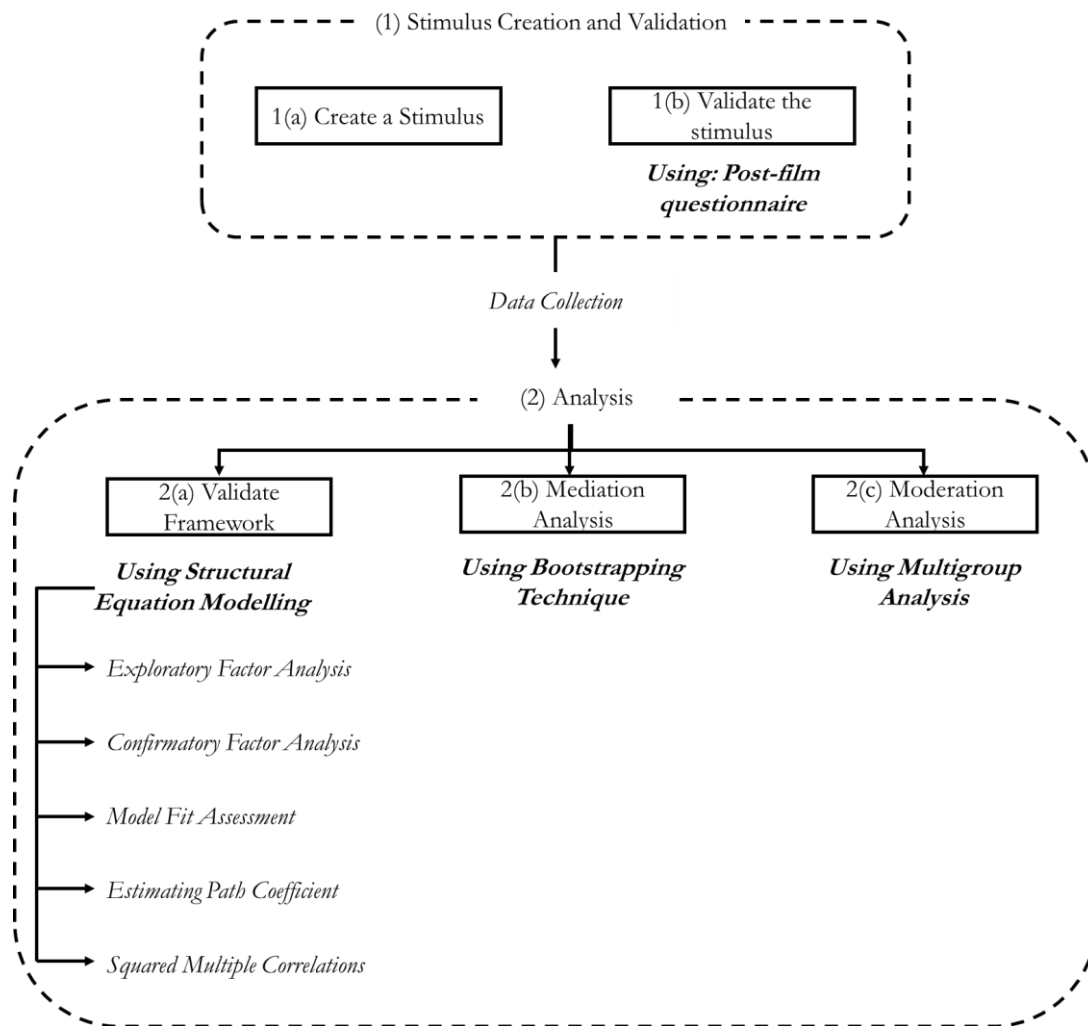 (1) Stimulus Creation and Validation
1(a) Create a Stimulus
1(b) Validate the
stimulus
Using: Post-film
questionnaire
Data Collection
(2) Analysis
2(a) Validate
Framework
Using Structural
Equation Modelling
2(b) Mediation
Analysis
Using Bootstrapping
Technique
2(c) Moderation
Analysis
Using Multigroup
Analysis
Exploratory Factor Analysis
Confirmatory Factor Analysis
Model Fit Assessment
Estimating Path Coefficient
Squared Multiple Correlations